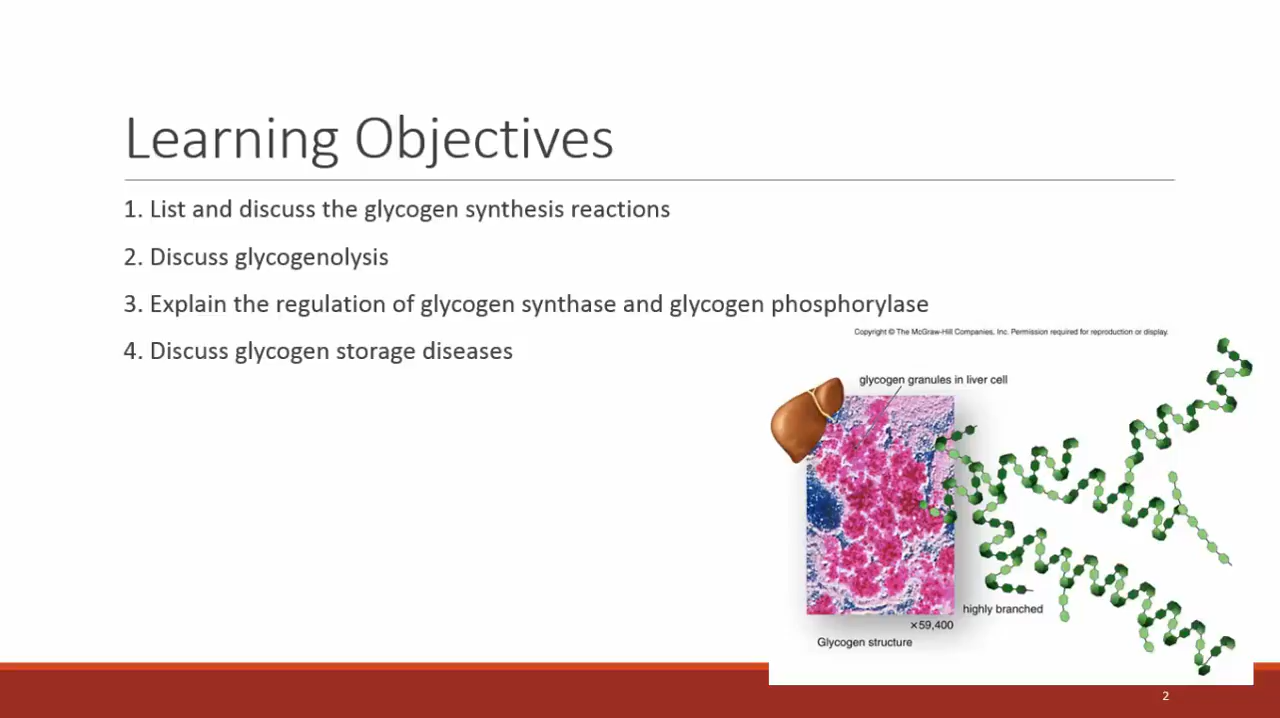 Learning Objectives
1. List and discuss the glycogen synthesis reactions
2. Discuss glycogenolysis
3. Explain the regulation of glycogen synthase and glycogen phosphorylase
4. Discuss glycogen storage diseases
Copyright © The McGraw-Hill Companies, Inc. Permission required for reproduction or display.
glycogen granules in liver cell
highly branched
×59,400
Glycogen structure
2